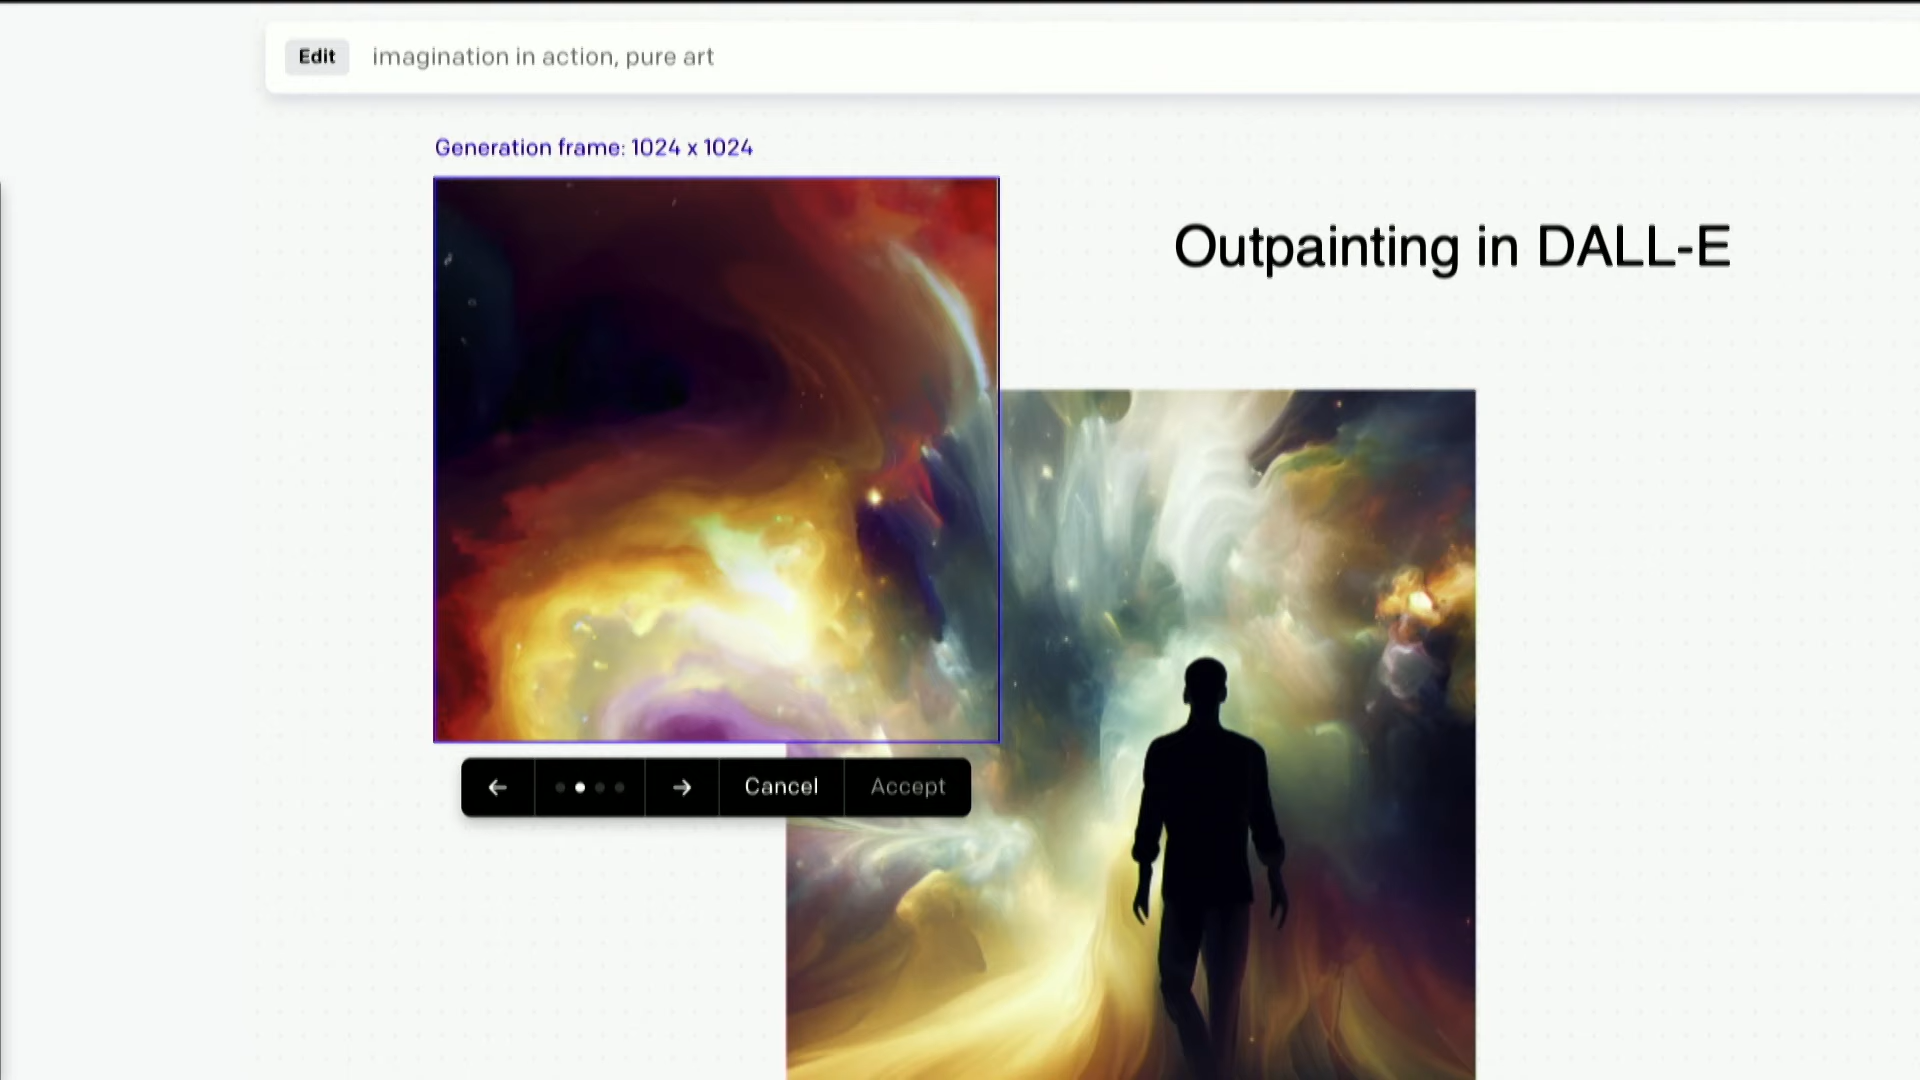 Edit imagination in action, pure art
Generation frame: 1024 x 1024
Outpainting in DALL-E
← → Cancel Accept